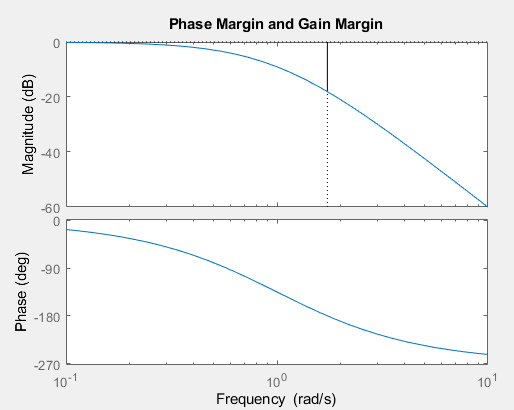 Phase Margin and Gain Margin
Magnitude (dB)
0
-20
-40
-60
Phase (deg)
0
-90
-180
-270
10^-1
10^0
10^1
Frequency (rad/s)